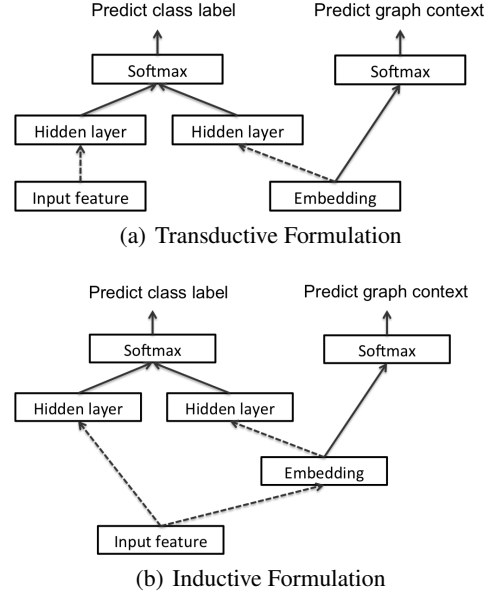 Predict class label Predict graph context
Softmax Softmax
Hidden layer Hidden layer
Input feature Embedding
(a) Transductive Formulation
Predict class label Predict graph context
Softmax Softmax
Hidden layer Hidden layer
Embedding
Input feature
(b) Inductive Formulation